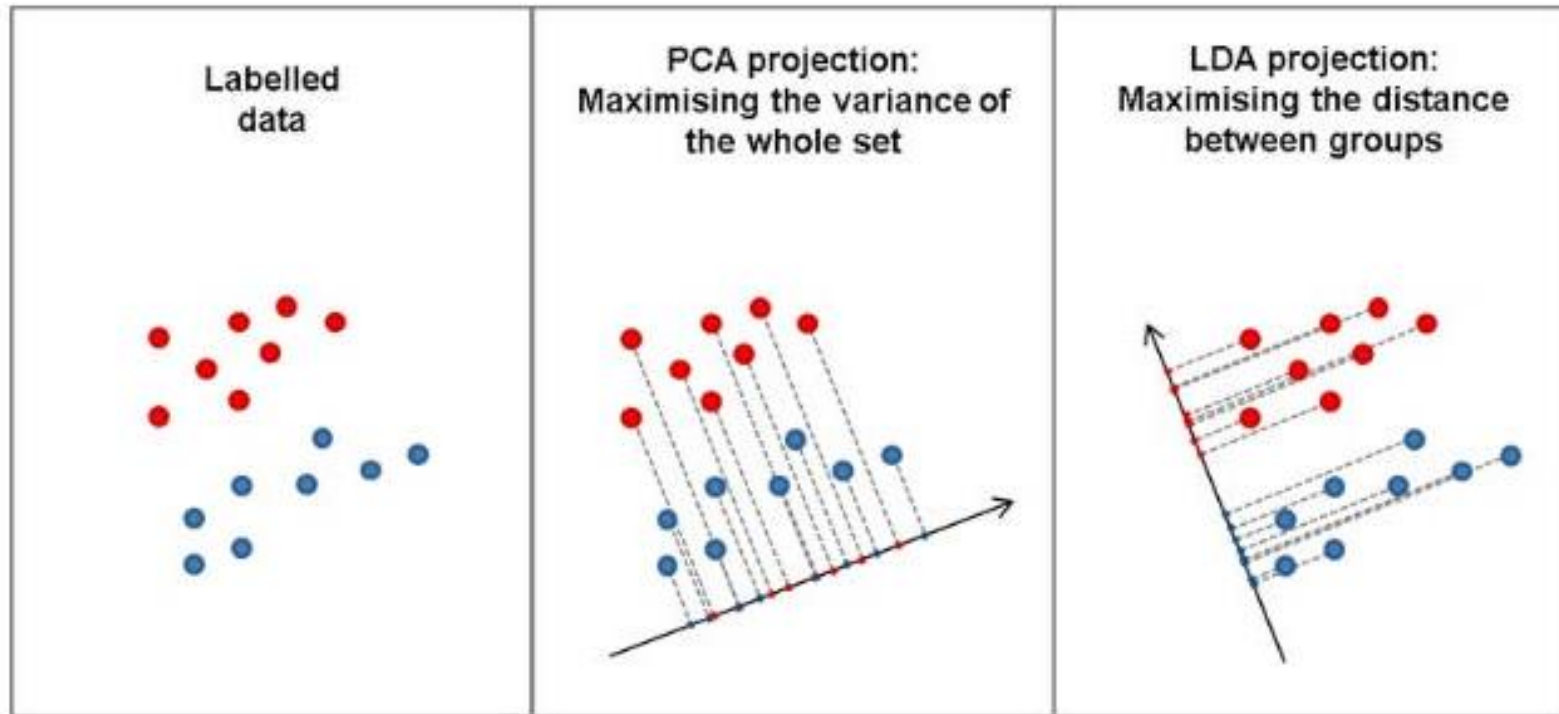 Labelled
data
PCA projection:
Maximising the variance of
the whole set
LDA projection:
Maximising the distance
between groups